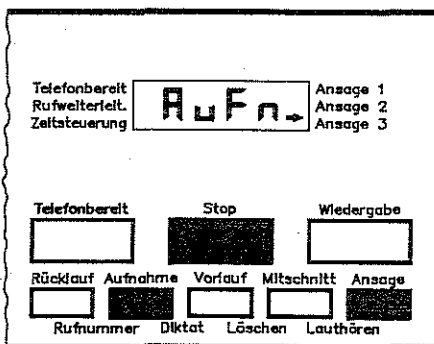 Telefonbereit Ansage 1
Rufweiterleit. AuFn→ Ansage 2
Zeitsteuerung Ansage 3
Telefonbereit Stop Wiedergabe
Rücklauf Aufnahme Vorlauf Mitschnitt Ansage
Rufnummer Diktat Löschen Lauthören